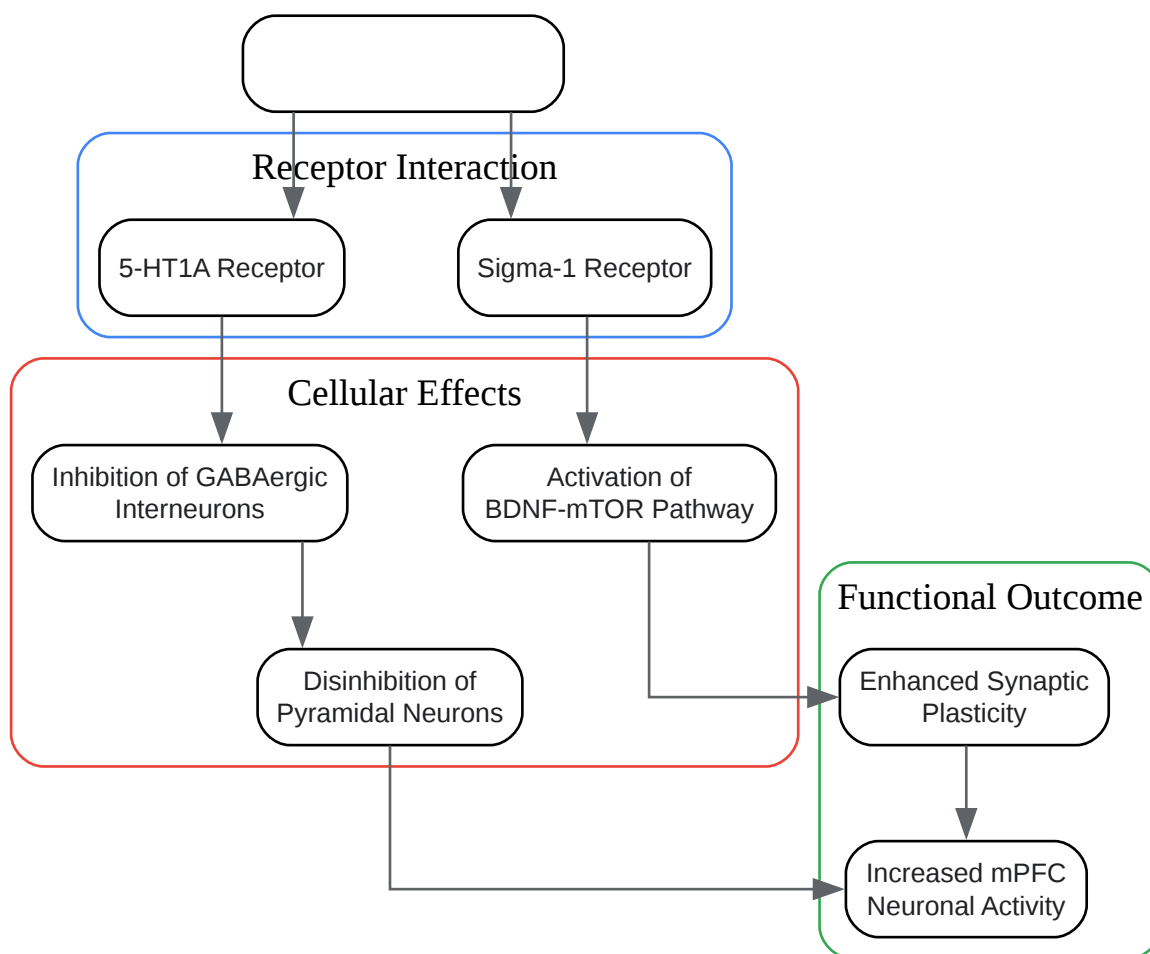 Receptor Interaction
5-HT1A Receptor
Sigma-1 Receptor
Cellular Effects
Inhibition of GABAergic
Interneurons
Activation of
BDNF-mTOR Pathway
Functional Outcome
Disinhibition of
Pyramidal Neurons
Enhanced Synaptic
Plasticity
Increased mPFC
Neuronal Activity